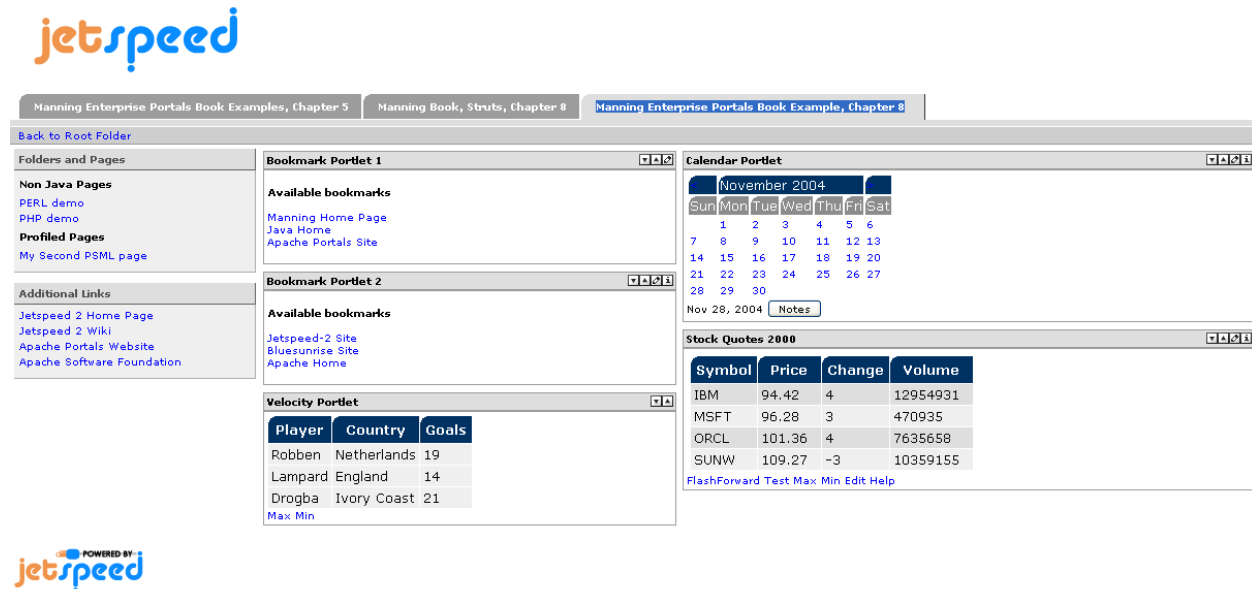 jetspeed
Manning Enterprise Portals Book Examples, Chapter 5
Manning Book, Struts, Chapter 8
Manning Enterprise Portals Book Example, Chapter 8
Back to Root Folder
Folders and Pages
Non Java Pages
PERL demo
PHP demo
Profiled Pages
My Second PSML page
Additional Links
Jetspeed 2 Home Page
Jetspeed 2 Wiki
Apache Portals Website
Apache Software Foundation
Bookmark Portlet 1
Available bookmarks
Manning Home Page
Java Home
Apache Portals Site
Bookmark Portlet 2
Available bookmarks
Jetspeed-2 Site
Bluesunrise Site
Apache Home
Velocity Portlet
Player Country Goals
Robben Netherlands 19
Lampard England 14
Drogba Ivory Coast 21
Max Min
Calendar Portlet
November 2004
Sun Mon Tue Wed Thu Fri Sat
1 2 3 4 5 6
7 8 9 10 11 12 13
14 15 16 17 18 19 20
21 22 23 24 25 26 27
28 29 30
Nov 28, 2004 Notes
Stock Quotes 2000
Symbol Price Change Volume
IBM 94.42 4 12954931
MSFT 96.28 3 470935
ORCL 101.36 4 7635658
SUNW 109.27 -3 10359155
FlashForward Test Max Min Edit Help
POWERED BY
jetspeed